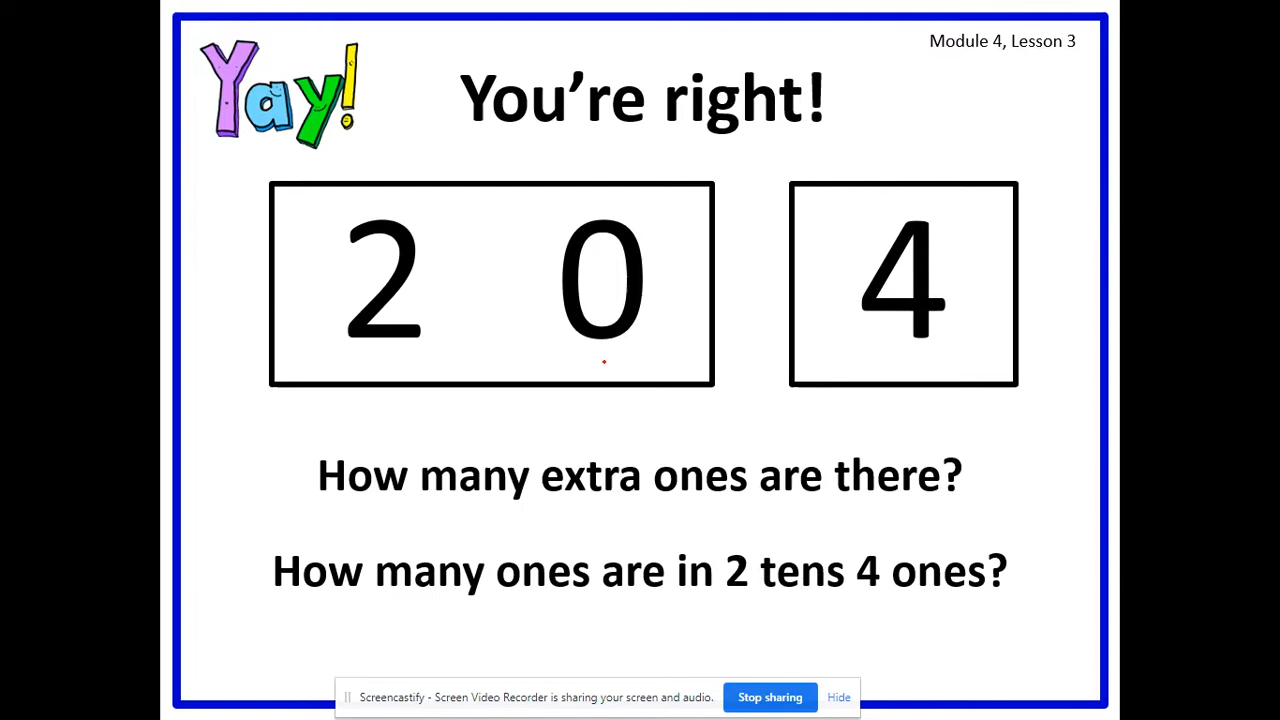 Module 4, Lesson 3
Yay!
You're right!
2 0 4
How many extra ones are there?
How many ones are in 2 tens 4 ones?
Screencastify - Screen Video Recorder is sharing your screen and audio. Stop sharing Hide